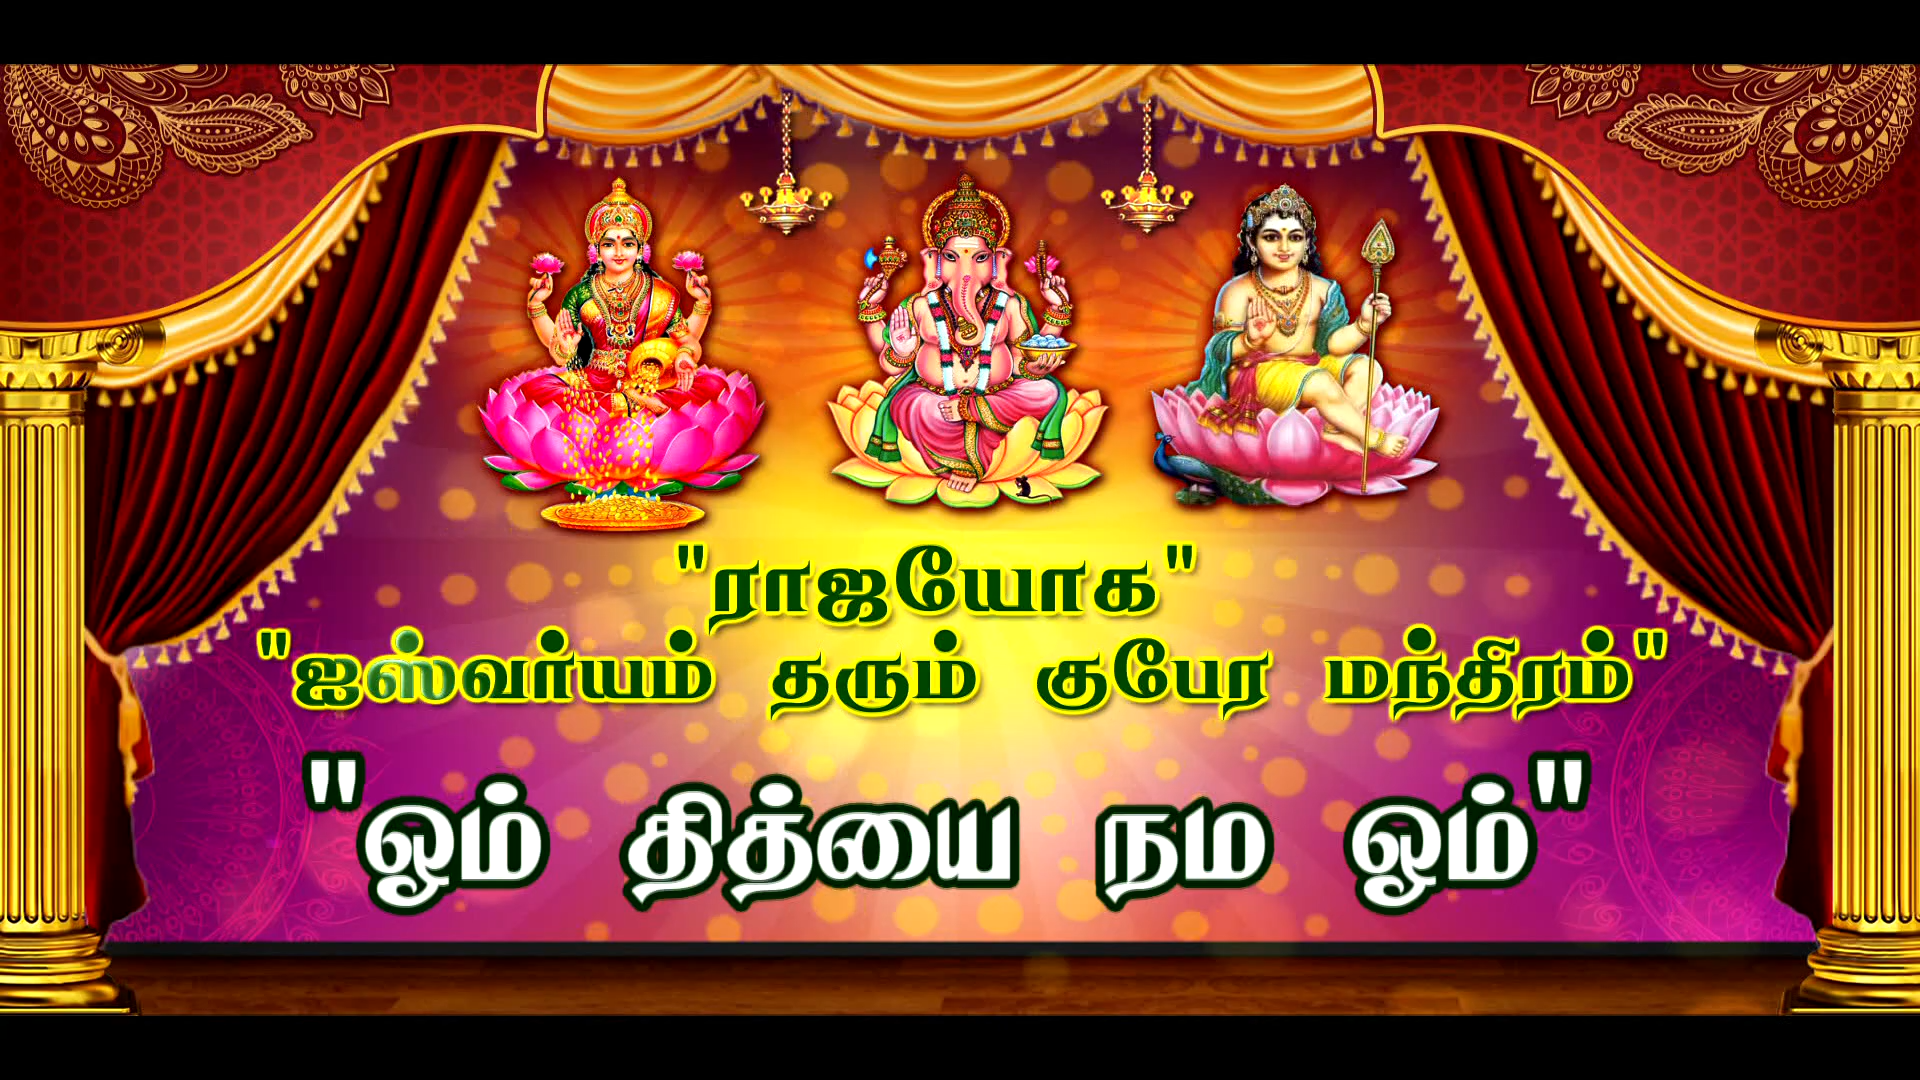 "ராஜயோக"
"ஐஸ்வர்யம் தரும் குபேர மந்திரம்"
"ஓம் தித்யை நம ஓம்"